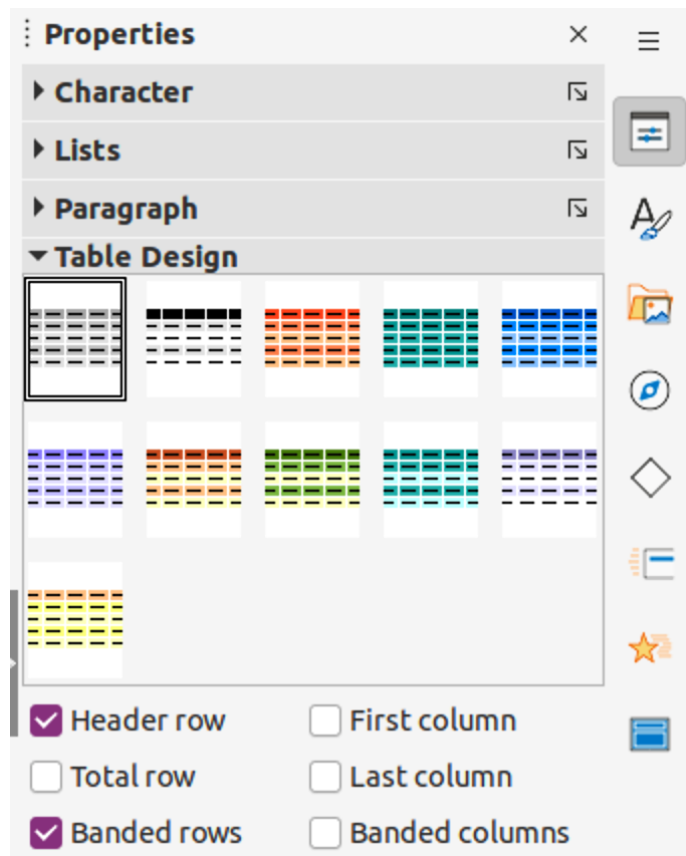 Properties
Character
Lists
Paragraph
Table Design
Header row
First column
Total row
Last column
Banded rows
Banded columns